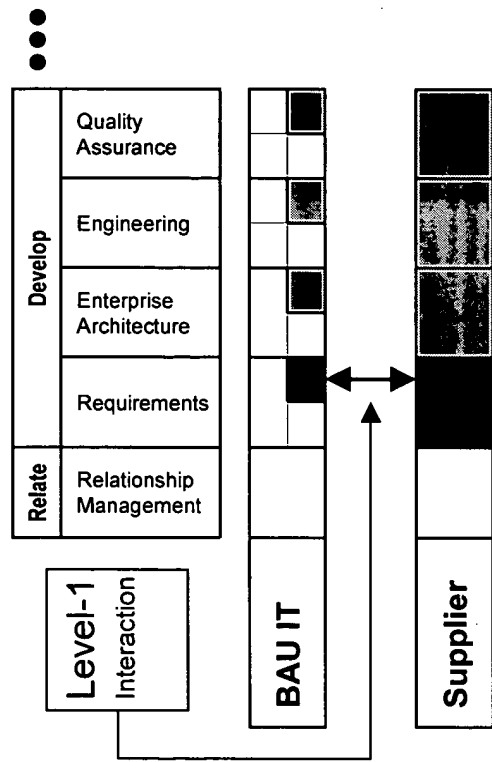 Develop
Quality
Assurance
Engineering
Enterprise
Architecture
Requirements
Relate
Relationship
Management
Level-1
Interaction
BAU IT
Supplier